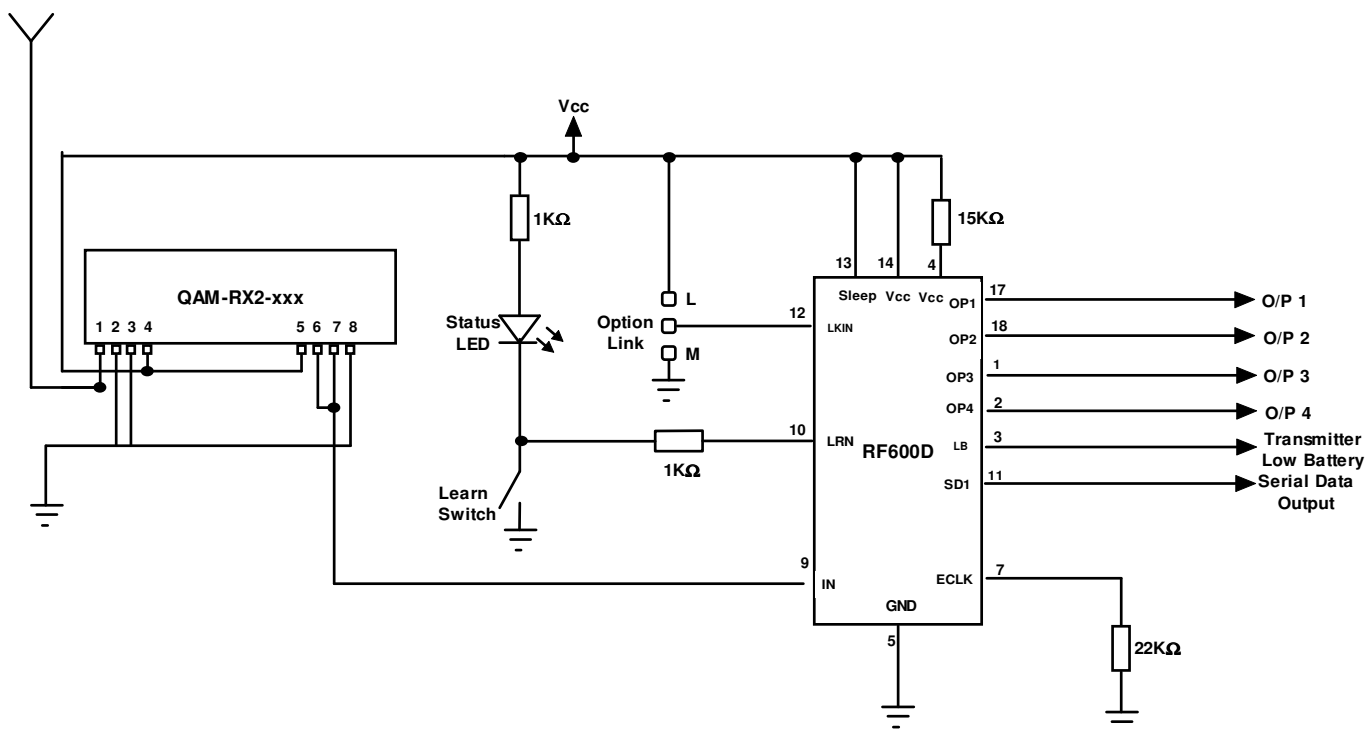 Vcc
1KΩ
15KΩ
QAM-RX2-xxx
1 2 3 4 5 6 7 8
Status
LED
Option
Link
L
M
Learn
Switch
1KΩ
13 14 4
Sleep Vcc Vcc
12 LKIN
10 LRN
9 IN
RF600D
GND
5
OP1 17 O/P 1
OP2 18 O/P 2
OP3 1 O/P 3
OP4 2 O/P 4
LB 3 Transmitter
Low Battery
SD1 11 Serial Data
Output
ECLK 7
22KΩ